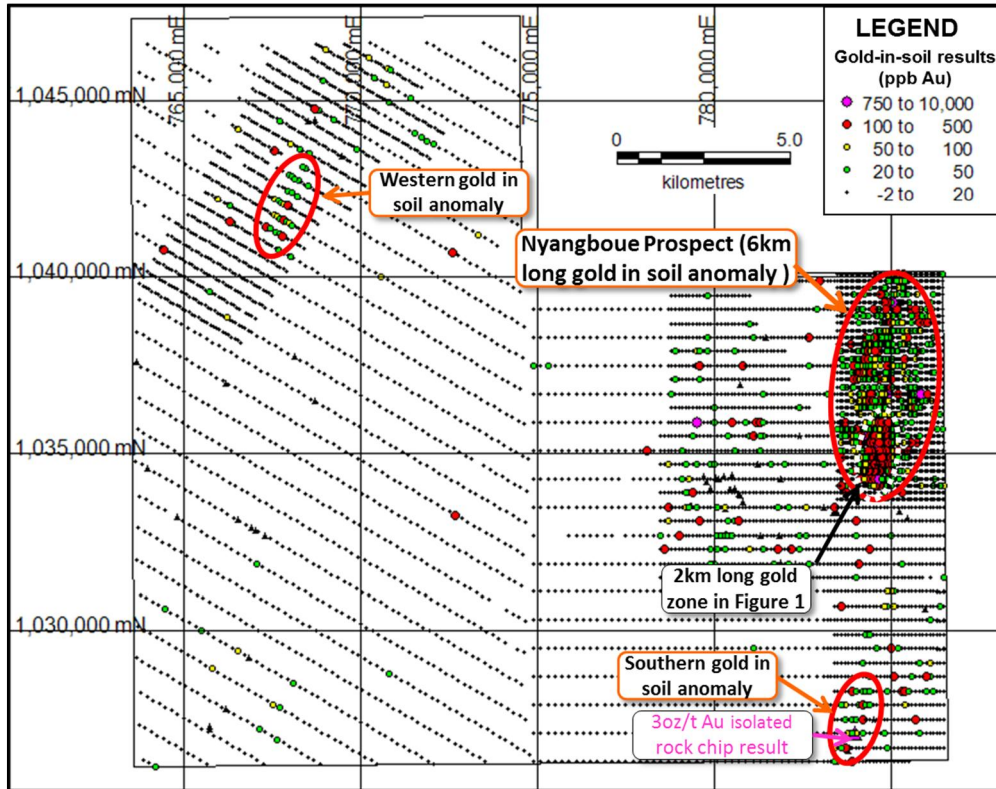 765,000 mE
770,000 mE
775,000 mE
780,000 mE
1,045,000 mN
1,040,000 mN
1,035,000 mN
1,030,000 mN
LEGEND
Gold-in-soil results
(ppb Au)
750 to 10,000
100 to 500
50 to 100
20 to 50
-2 to 20
0 5.0
kilometres
Western gold in
soil anomaly
Nyangboue Prospect (6km
long gold in soil anomaly )
2km long gold
zone in Figure 1
Southern gold in
soil anomaly
3oz/t Au isolated
rock chip result